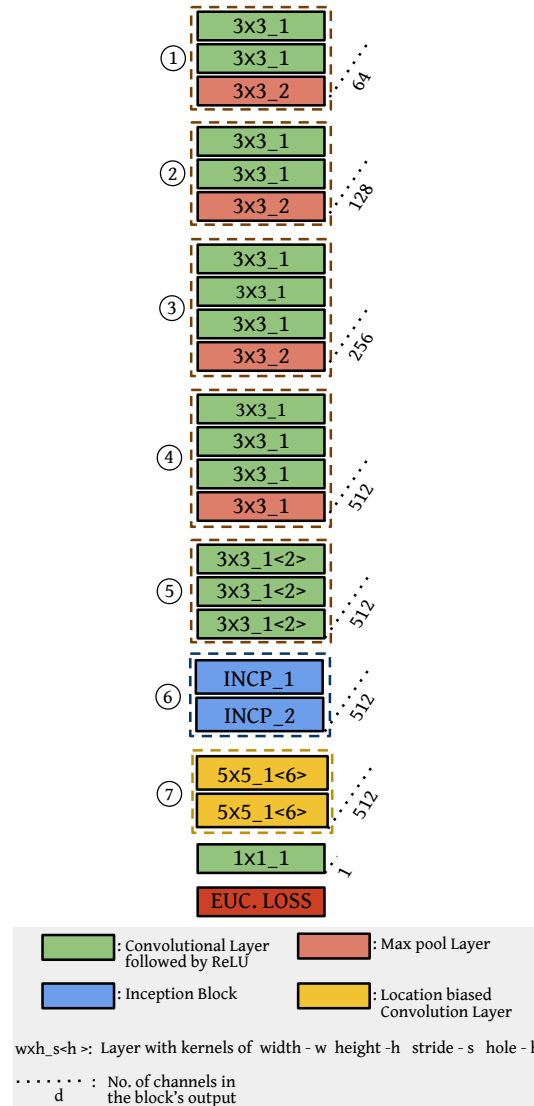 1
3x3_1
3x3_1
3x3_2
64
2
3x3_1
3x3_1
3x3_2
128
3
3x3_1
3x3_1
3x3_1
3x3_2
256
4
3x3_1
3x3_1
3x3_1
3x3_1
512
5
3x3_1<2>
3x3_1<2>
3x3_1<2>
512
6
INCP_1
INCP_2
512
7
5x5_1<6>
5x5_1<6>
512
1x1_1
1
EUC. LOSS
: Convolutional Layer
followed by ReLU
: Max pool Layer
: Inception Block
: Location biased
Convolution Layer
wxh_s<h >: Layer with kernels of width - w height -h stride - s hole - h
: No. of channels in
d the block's output